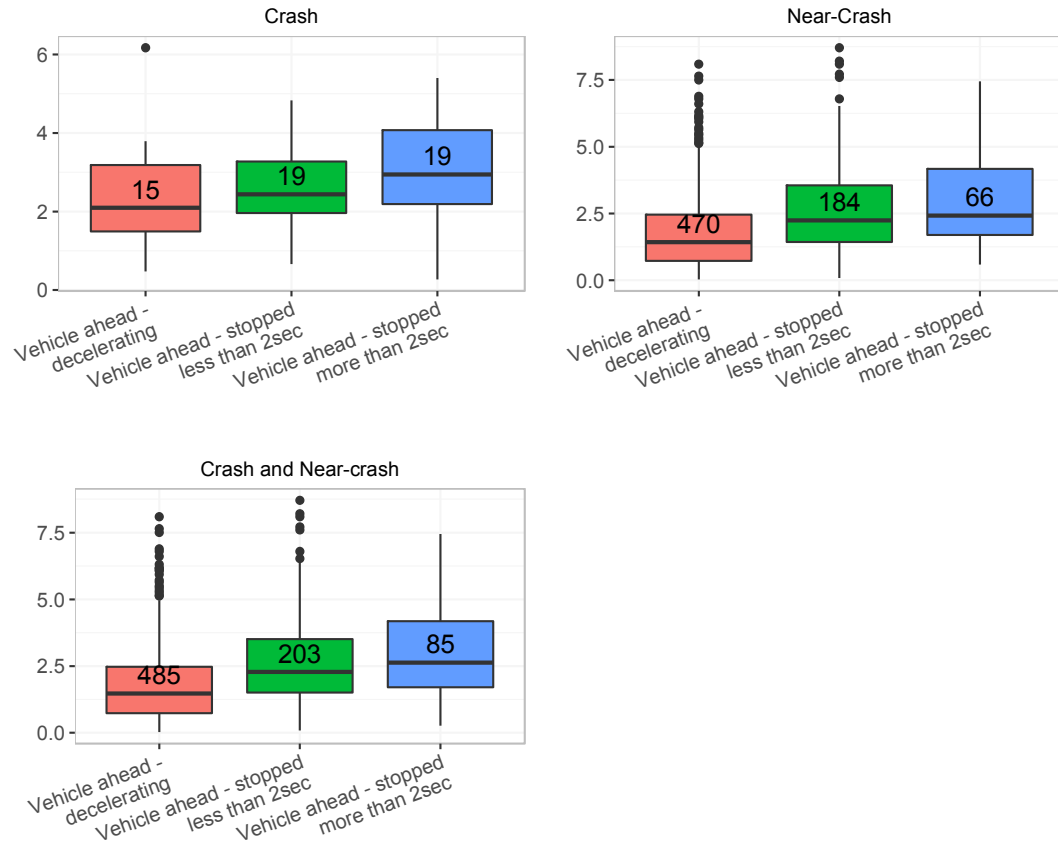 Crash
6
4
2
0
15
19
19
Vehicle ahead -
decelerating
Vehicle ahead - stopped
less than 2sec
Vehicle ahead - stopped
more than 2sec
Near-Crash
7.5
5.0
2.5
0.0
470
184
66
Vehicle ahead -
decelerating
Vehicle ahead - stopped
less than 2sec
Vehicle ahead - stopped
more than 2sec
Crash and Near-crash
7.5
5.0
2.5
0.0
485
203
85
Vehicle ahead -
decelerating
Vehicle ahead - stopped
less than 2sec
Vehicle ahead - stopped
more than 2sec